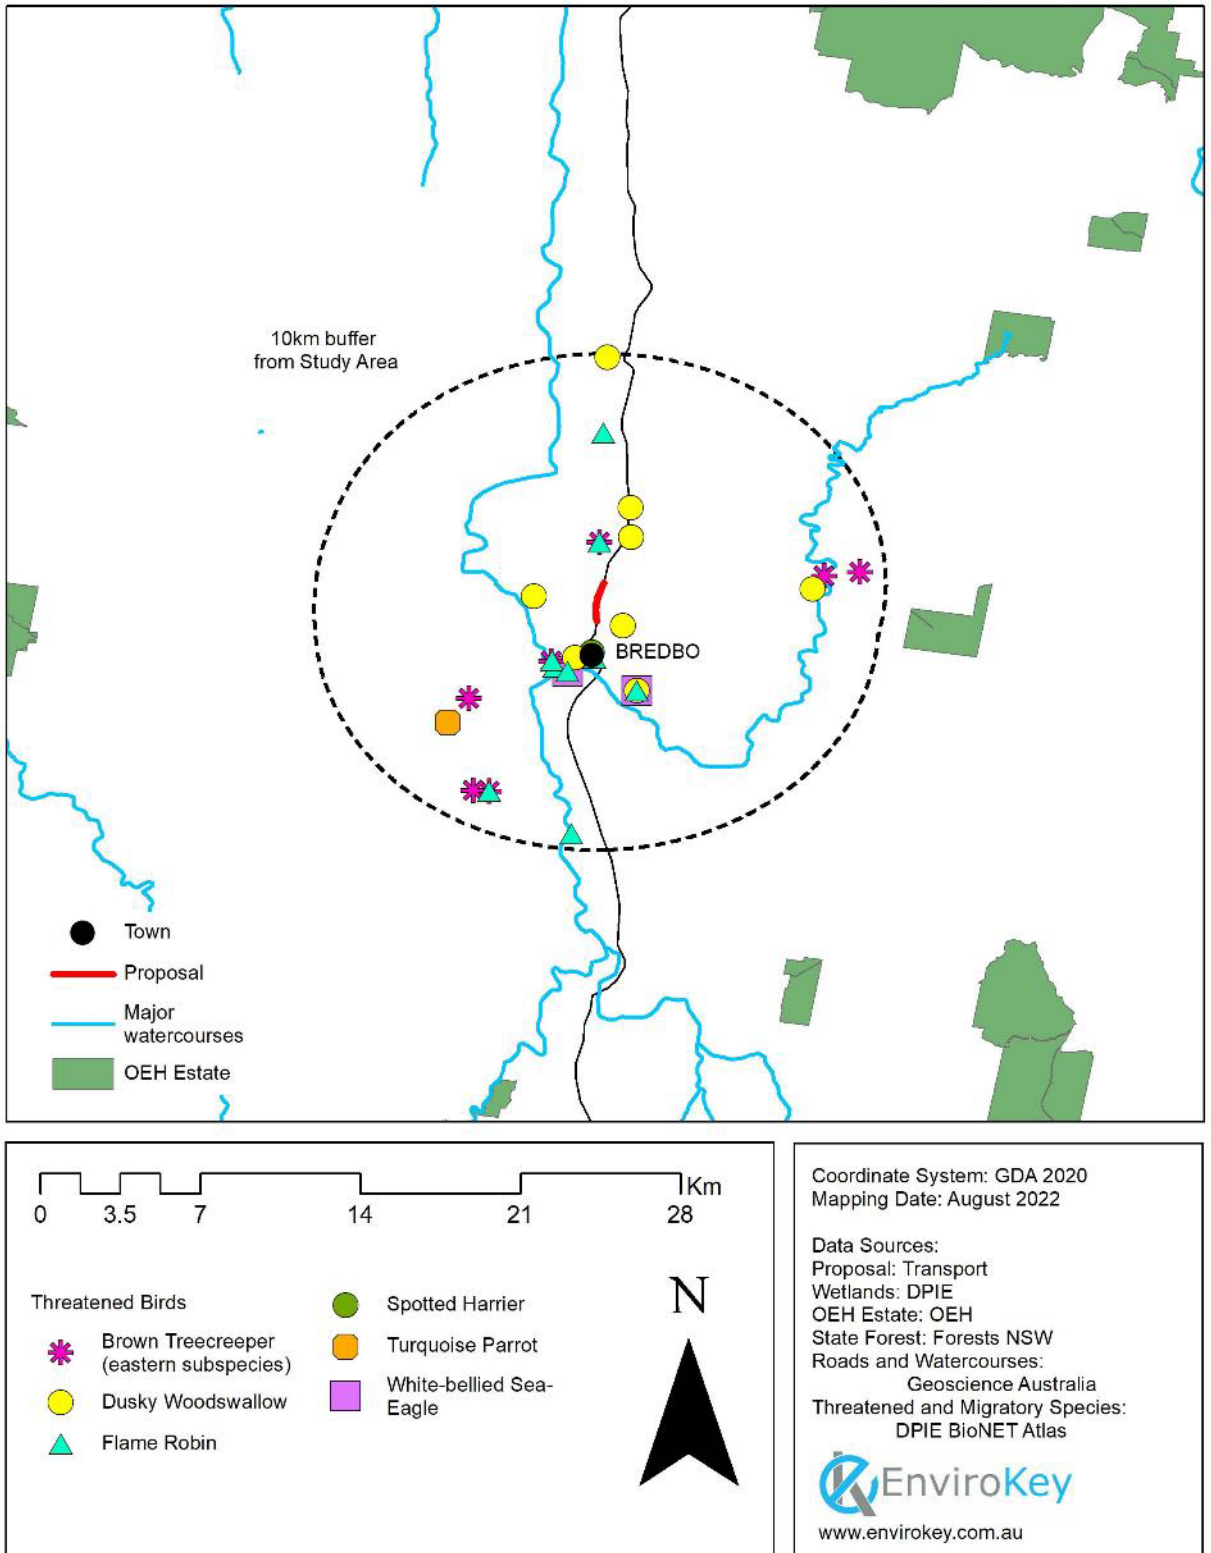 10km buffer
from Study Area
BREDBO
Town
Proposal
Major
watercourses
OEH Estate
Km
0 3.5 7 14 21 28
Threatened Birds
Brown Treecreeper
(eastern subspecies)
Dusky Woodswallow
Flame Robin
Spotted Harrier
Turquoise Parrot
White-bellied Sea-
Eagle
N
Coordinate System: GDA 2020
Mapping Date: August 2022
Data Sources:
Proposal: Transport
Wetlands: DPIE
OEH Estate: OEH
State Forest: Forests NSW
Roads and Watercourses:
Geoscience Australia
Threatened and Migratory Species:
DPIE BioNET Atlas
EnviroKey
www.envirokey.com.au